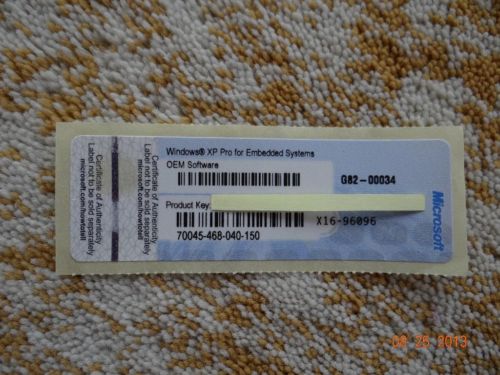 Certificate of Authenticity
Label not to be sold separately
microsoft.com/howtotell
Certificate of Authenticity
Label not to be sold separately
microsoft.com/howtotell
Windows® XP Pro for Embedded Systems
OEM Software
G82-00034
Product Key:
X16-96096
70045-468-040-150
Microsoft
08 25 2013